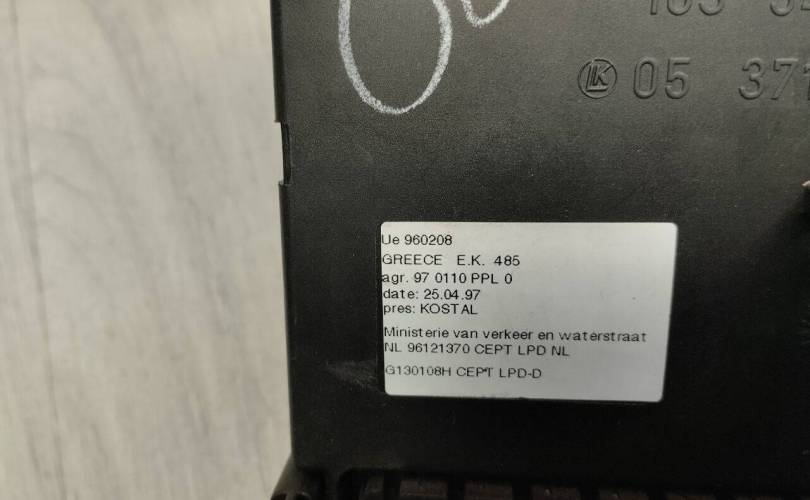 05 371
Ue 960208
GREECE E.K. 485
agr. 97 0110 PPL 0
date: 25.04.97
pres: KOSTAL
Ministerie van verkeer en waterstraat
NL 96121370 CEPT LPD NL
G130108H CEPT LPD-D